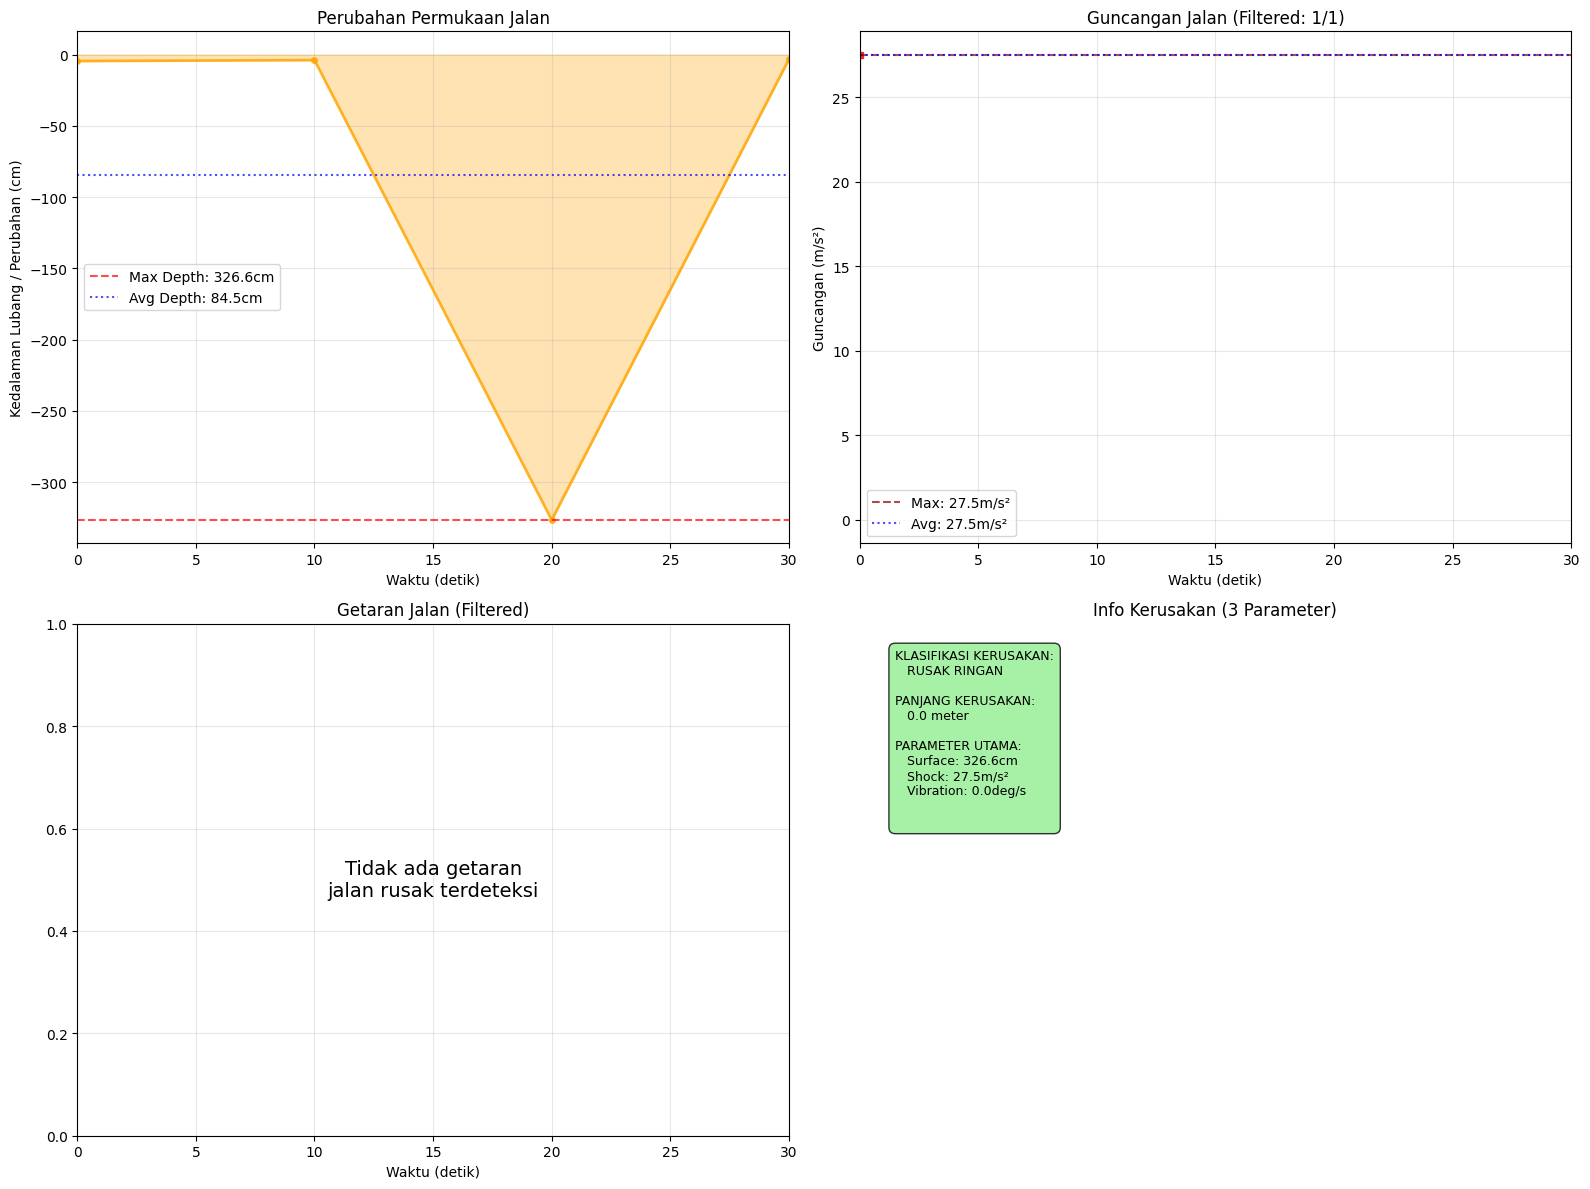 Perubahan Permukaan Jalan
Kedalaman Lubang / Perubahan (cm)
0
−50
−100
−150
−200
−250
−300
Max Depth: 326.6cm
Avg Depth: 84.5cm
0 5 10 15 20 25 30
Waktu (detik)
Guncangan Jalan (Filtered: 1/1)
Guncangan (m/s²)
25
20
15
10
5
0
Max: 27.5m/s²
Avg: 27.5m/s²
0 5 10 15 20 25 30
Waktu (detik)
Getaran Jalan (Filtered)
1.0
0.8
0.6
0.4
0.2
0.0
Tidak ada getaran
jalan rusak terdeteksi
0 5 10 15 20 25 30
Waktu (detik)
Info Kerusakan (3 Parameter)
KLASIFIKASI KERUSAKAN:
RUSAK RINGAN
PANJANG KERUSAKAN:
0.0 meter
PARAMETER UTAMA:
Surface: 326.6cm
Shock: 27.5m/s²
Vibration: 0.0deg/s